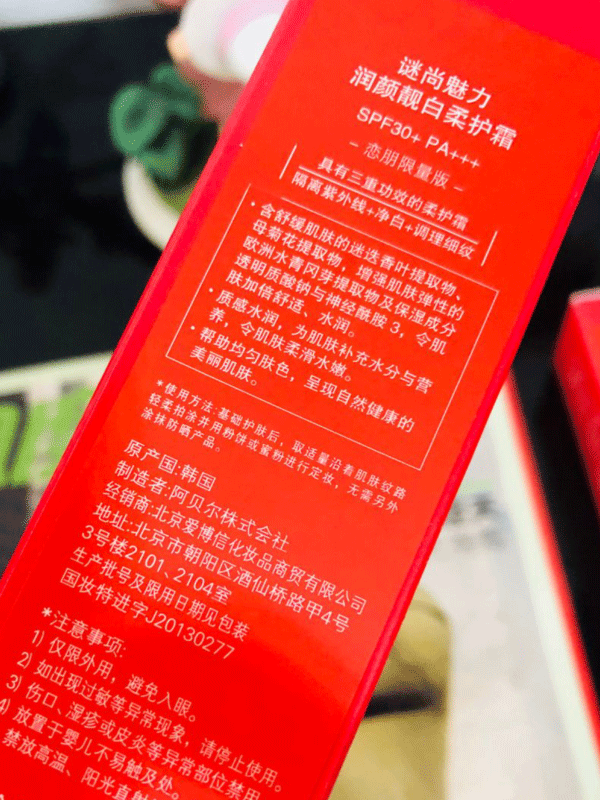 谜尚魅力
润颜靓白柔护霜
SPF30+ PA+++
- 恋朋限量版 -
具有三重功效的柔护霜
隔离紫外线+净白+调理细纹
· 含舒缓肌肤的迷迭香叶提取物、
母菊花提取物，增强肌肤弹性的
欧洲水青冈芽提取物及保湿成分
透明质酸钠与神经酰胺 3，令肌
肤加倍舒适、水润。
· 质感水润，为肌肤补充水分与营
养，令肌肤柔滑水嫩。
· 帮助均匀肤色，呈现自然健康的
美丽肌肤。
*使用方法:基础护肤后，取适量沿着肌肤纹路
轻柔拍涂并用粉饼或蜜粉进行定妆，无需另外
涂抹防晒产品。
原产国:韩国
制造者:阿贝尔株式会社
经销商:北京爱博信化妆品商贸有限公司
地址:北京市朝阳区酒仙桥路甲4号
3号楼2101、2104室
生产批号及限用日期见包装
国妆特进字J20130277
*注意事项:
1) 仅限外用，避免入眼。
2) 如出现过敏等异常现象，请停止使用。
3) 伤口、湿疹或皮炎等异常部位禁用
4) 放置于婴儿不易触及处。
禁放高温、阳光直射